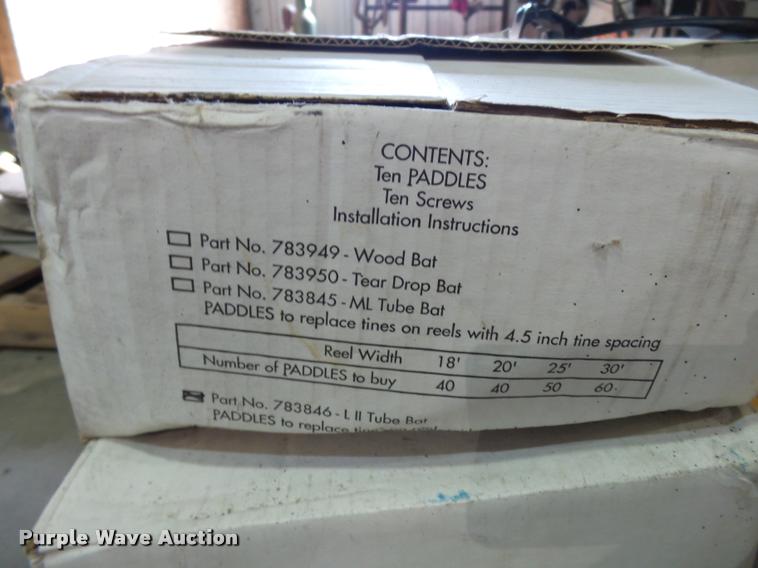 CONTENTS:
Ten PADDLES
Ten Screws
Installation Instructions
Part No. 783949 - Wood Bat
Part No. 783950 - Tear Drop Bat
Part No. 783845 - ML Tube Bat
PADDLES to replace tines on reels with 4.5 inch tine spacing
Reel Width 18' 20' 25' 30'
Number of PADDLES to buy 40 40 50 60
Part No. 783846 - L II Tube Bat
PADDLES to replace
Purple Wave Auction